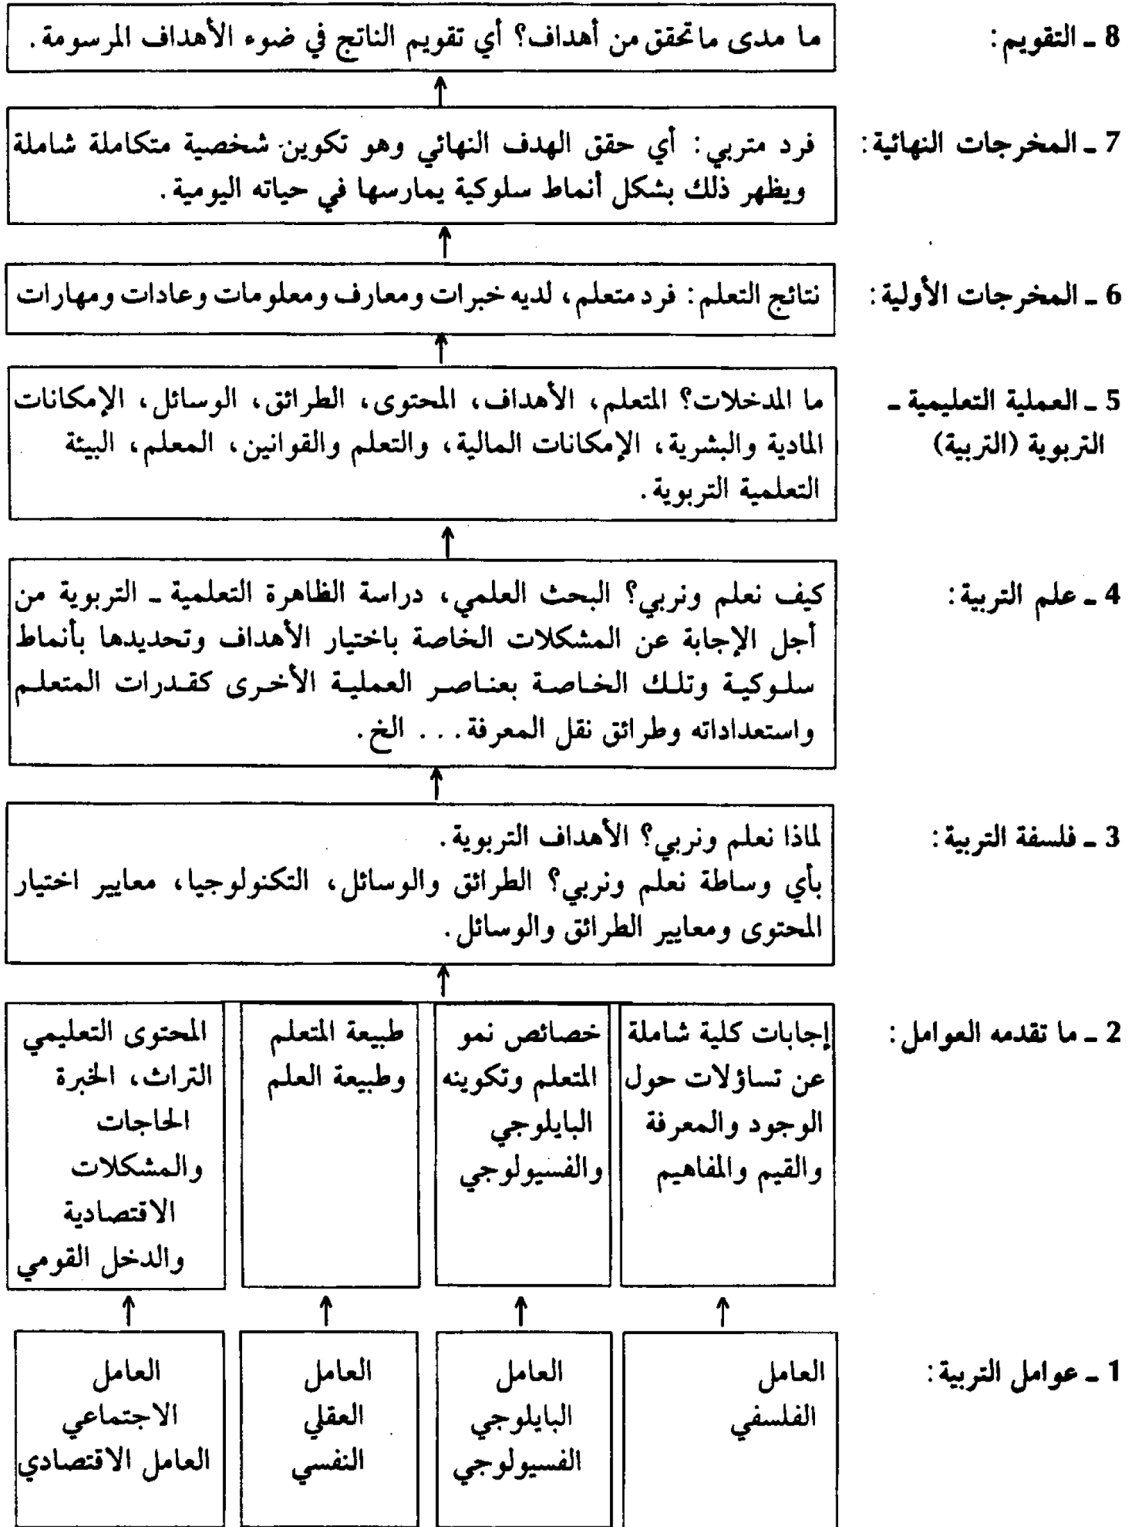 8 ـ التقويم:
ما مدى ماتحقق من أهداف؟ أي تقويم الناتج في ضوء الأهداف المرسومة.
7 ـ المخرجات النهائية:
فرد متربي: أي حقق الهدف النهائي وهو تكوين شخصية متكاملة شاملة
ويظهر ذلك بشكل أنماط سلوكية يمارسها في حياته اليومية.
6 ـ المخرجات الأولية:
نتائج التعلم: فرد متعلم، لديه خبرات ومعارف ومعلومات وعادات ومهارات
5 ـ العملية التعليمية ـ
التربوية (التربية)
ما المدخلات؟ المتعلم، الأهداف، المحتوى، الطرائق، الوسائل، الإمكانات
المادية والبشرية، الإمكانات المالية، والتعلم والقوانين، المعلم، البيئة
التعلمية التربوية.
4 ـ علم التربية:
كيف نعلم ونربي؟ البحث العلمي، دراسة الظاهرة التعلمية ـ التربوية من
أجل الإجابة عن المشكلات الخاصة باختيار الأهداف وتحديدها بأنماط
سلوكية وتلك الخاصة بعناصر العملية الأخرى كقدرات المتعلم
واستعداداته وطرائق نقل المعرفة... الخ.
3 ـ فلسفة التربية:
لماذا نعلم ونربي؟ الأهداف التربوية.
بأي وساطة نعلم ونربي؟ الطرائق والوسائل، التكنولوجيا، معايير اختيار
المحتوى ومعايير الطرائق والوسائل.
2 ـ ما تقدمه العوامل:
إجابات كلية شاملة
عن تساؤلات حول
الوجود والمعرفة
والقيم والمفاهيم
خصائص نمو
المتعلم وتكوينه
البايلوجي
والفسيولوجي
طبيعة المتعلم
وطبيعة العلم
المحتوى التعليمي
التراث، الخبرة
الحاجات
والمشكلات
الاقتصادية
والدخل القومي
1 ـ عوامل التربية:
العامل
الفلسفي
العامل
البايلوجي
الفسيولوجي
العامل
العقلي
النفسي
العامل
الاجتماعي
العامل الاقتصادي